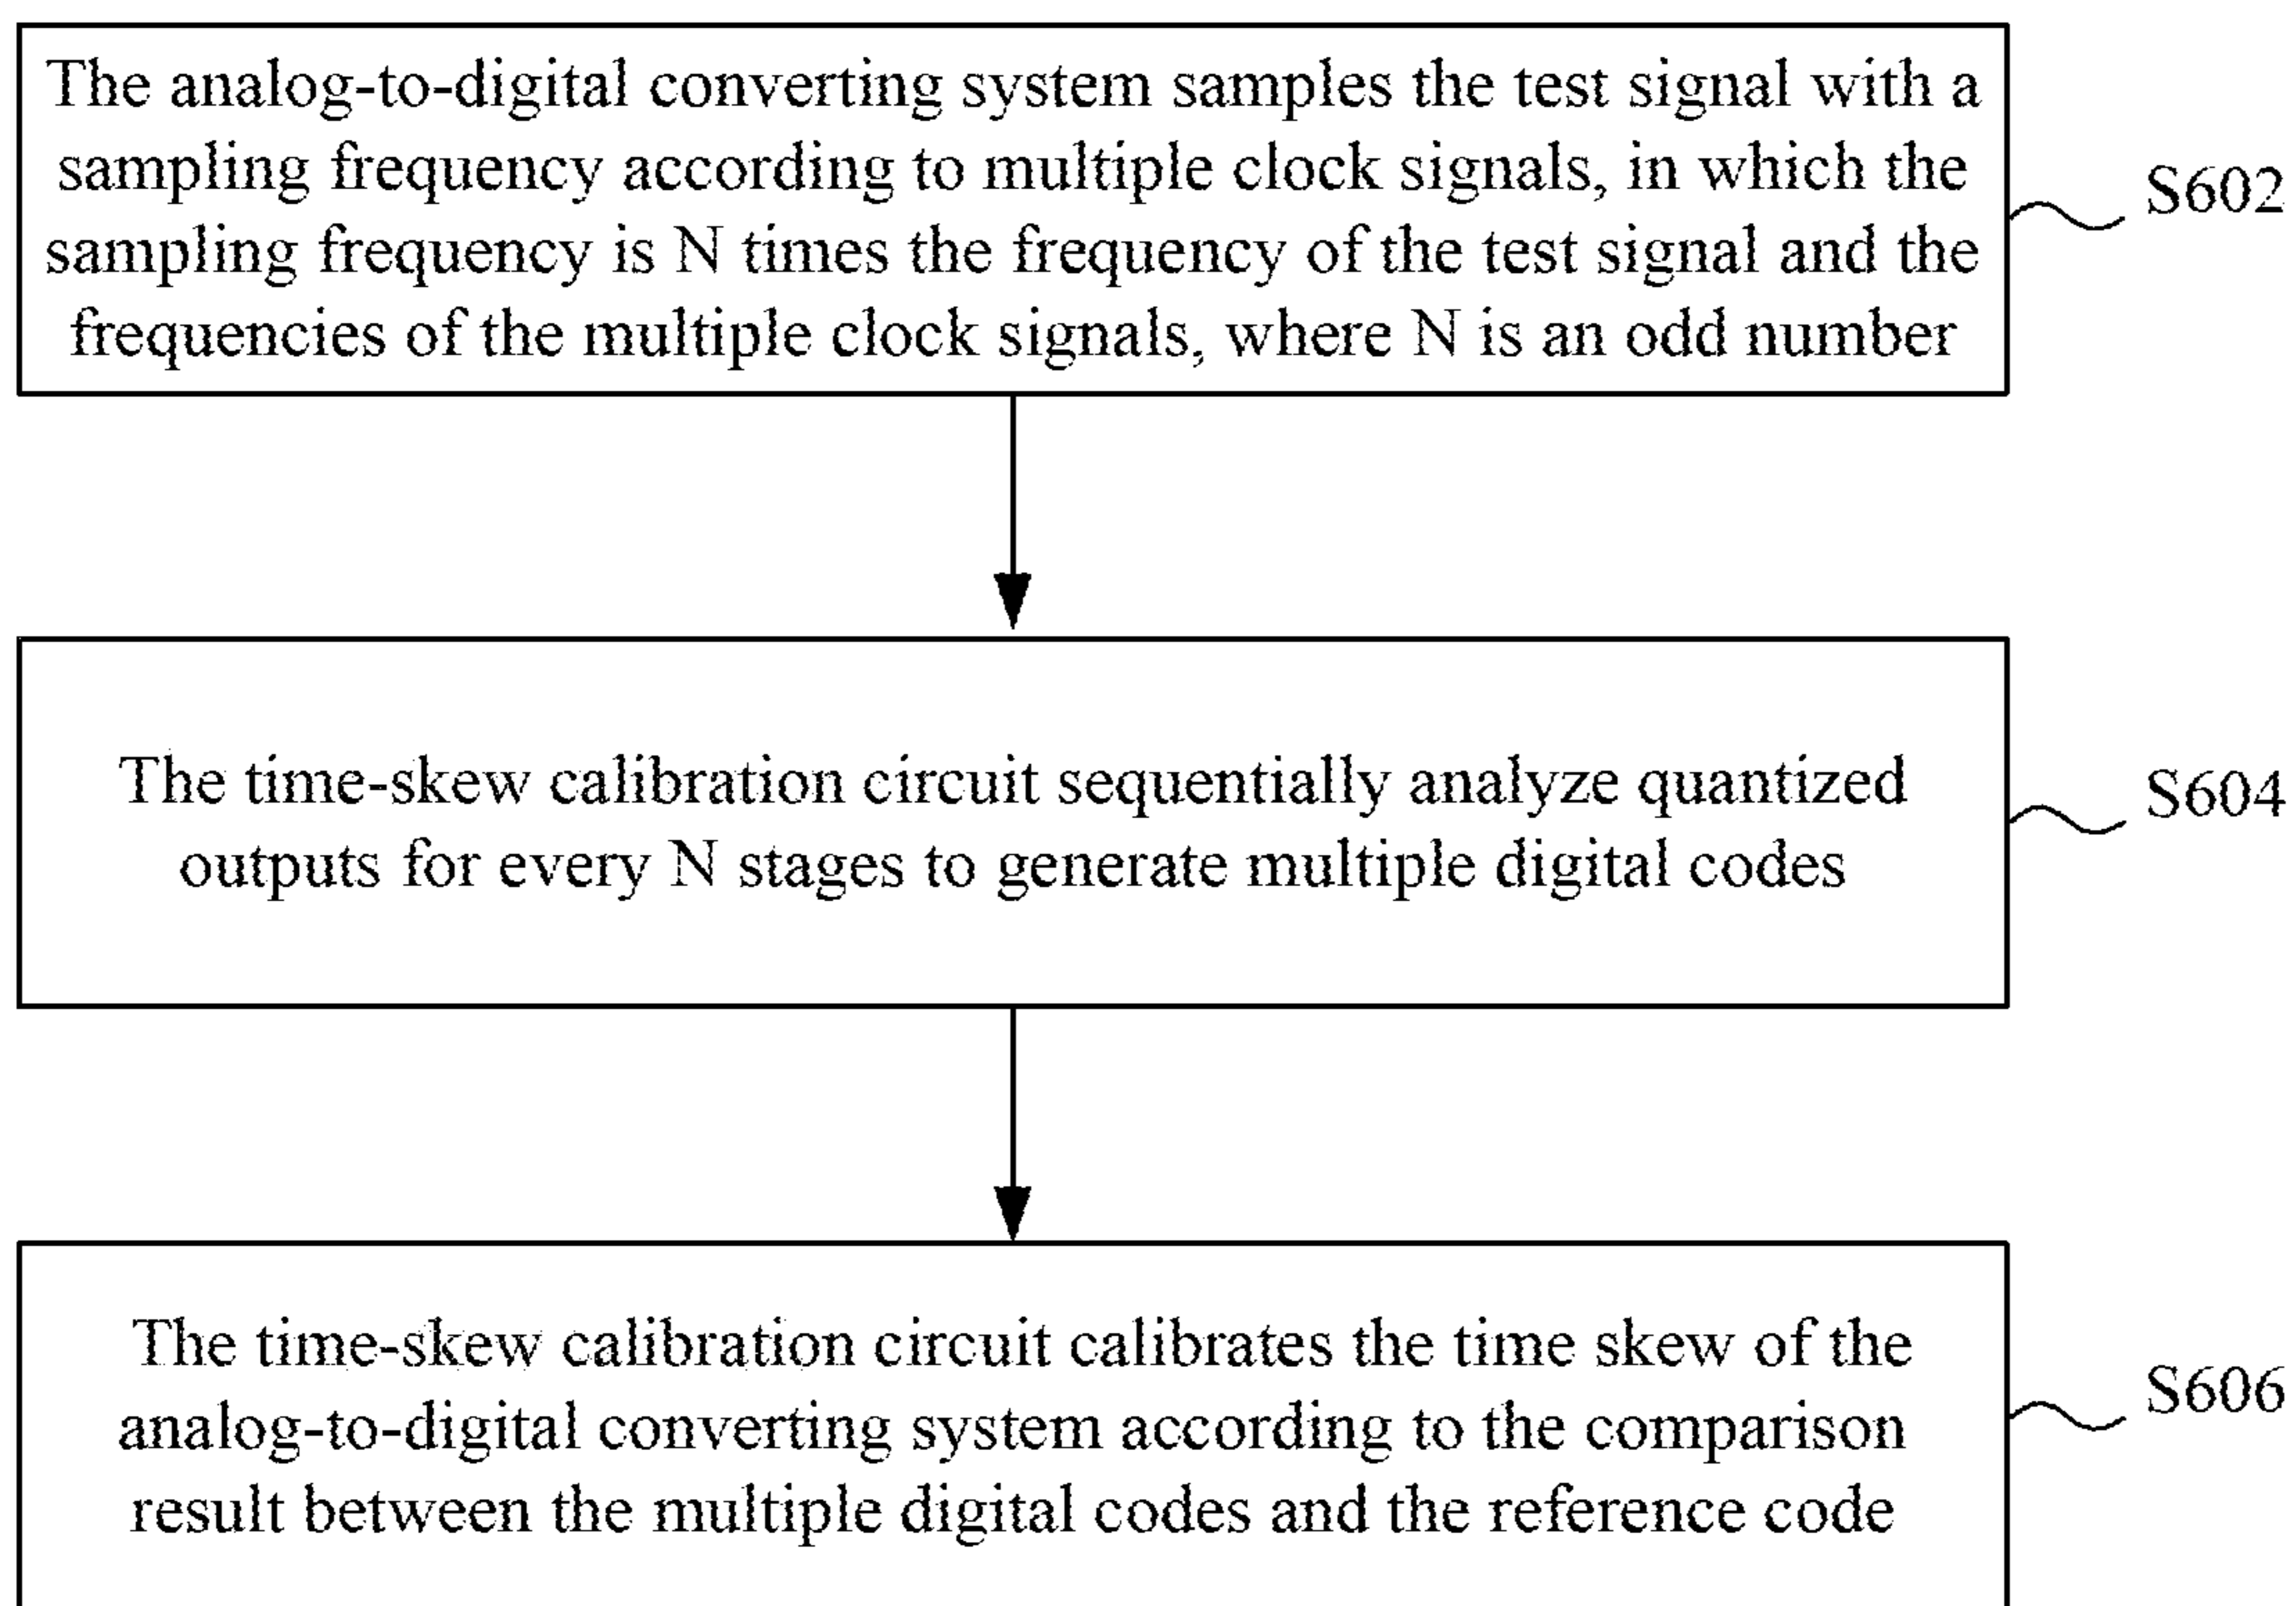 The analog-to-digital converting system samples the test signal with a
sampling frequency according to multiple clock signals, in which the
sampling frequency is N times the frequency of the test signal and the
frequencies of the multiple clock signals, where N is an odd number
S602
The time-skew calibration circuit sequentially analyze quantized
outputs for every N stages to generate multiple digital codes
S604
The time-skew calibration circuit calibrates the time skew of the
analog-to-digital converting system according to the comparison
result between the multiple digital codes and the reference code
S606